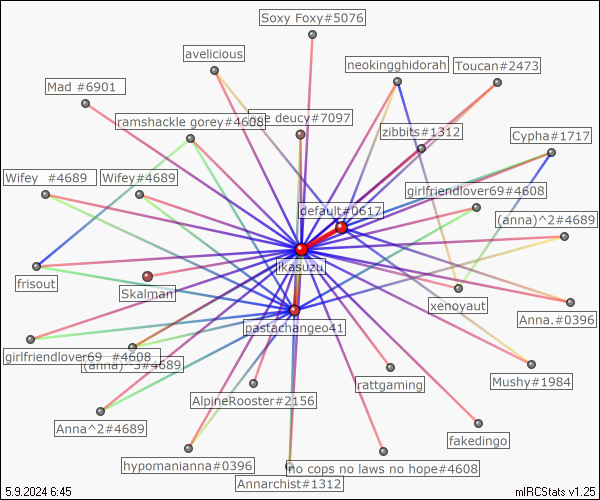 Soxy Foxy#5076
avelicious
neokingghidorah
Toucan#2473
Mad #6901
ramshackle gorey#4608
e deucy#7097
zibbits#1312
Cypha#1717
Wifey #4689
Wifey#4689
girlfriendlover69#4608
default#0617
(anna)^2#4689
jikasuzu
frisout
Skalman
xenoyaut
Anna.#0396
pastachangeo41
girlfriendlover69 #4608
(anna)^3#4689
rattgaming
Mushy#1984
AlpineRooster#2156
Anna^2#4689
fakedingo
hypomanianna#0396
no cops no laws no hope#4608
Annarchist#1312
5.9.2024 6:45
mIRCStats v1.25